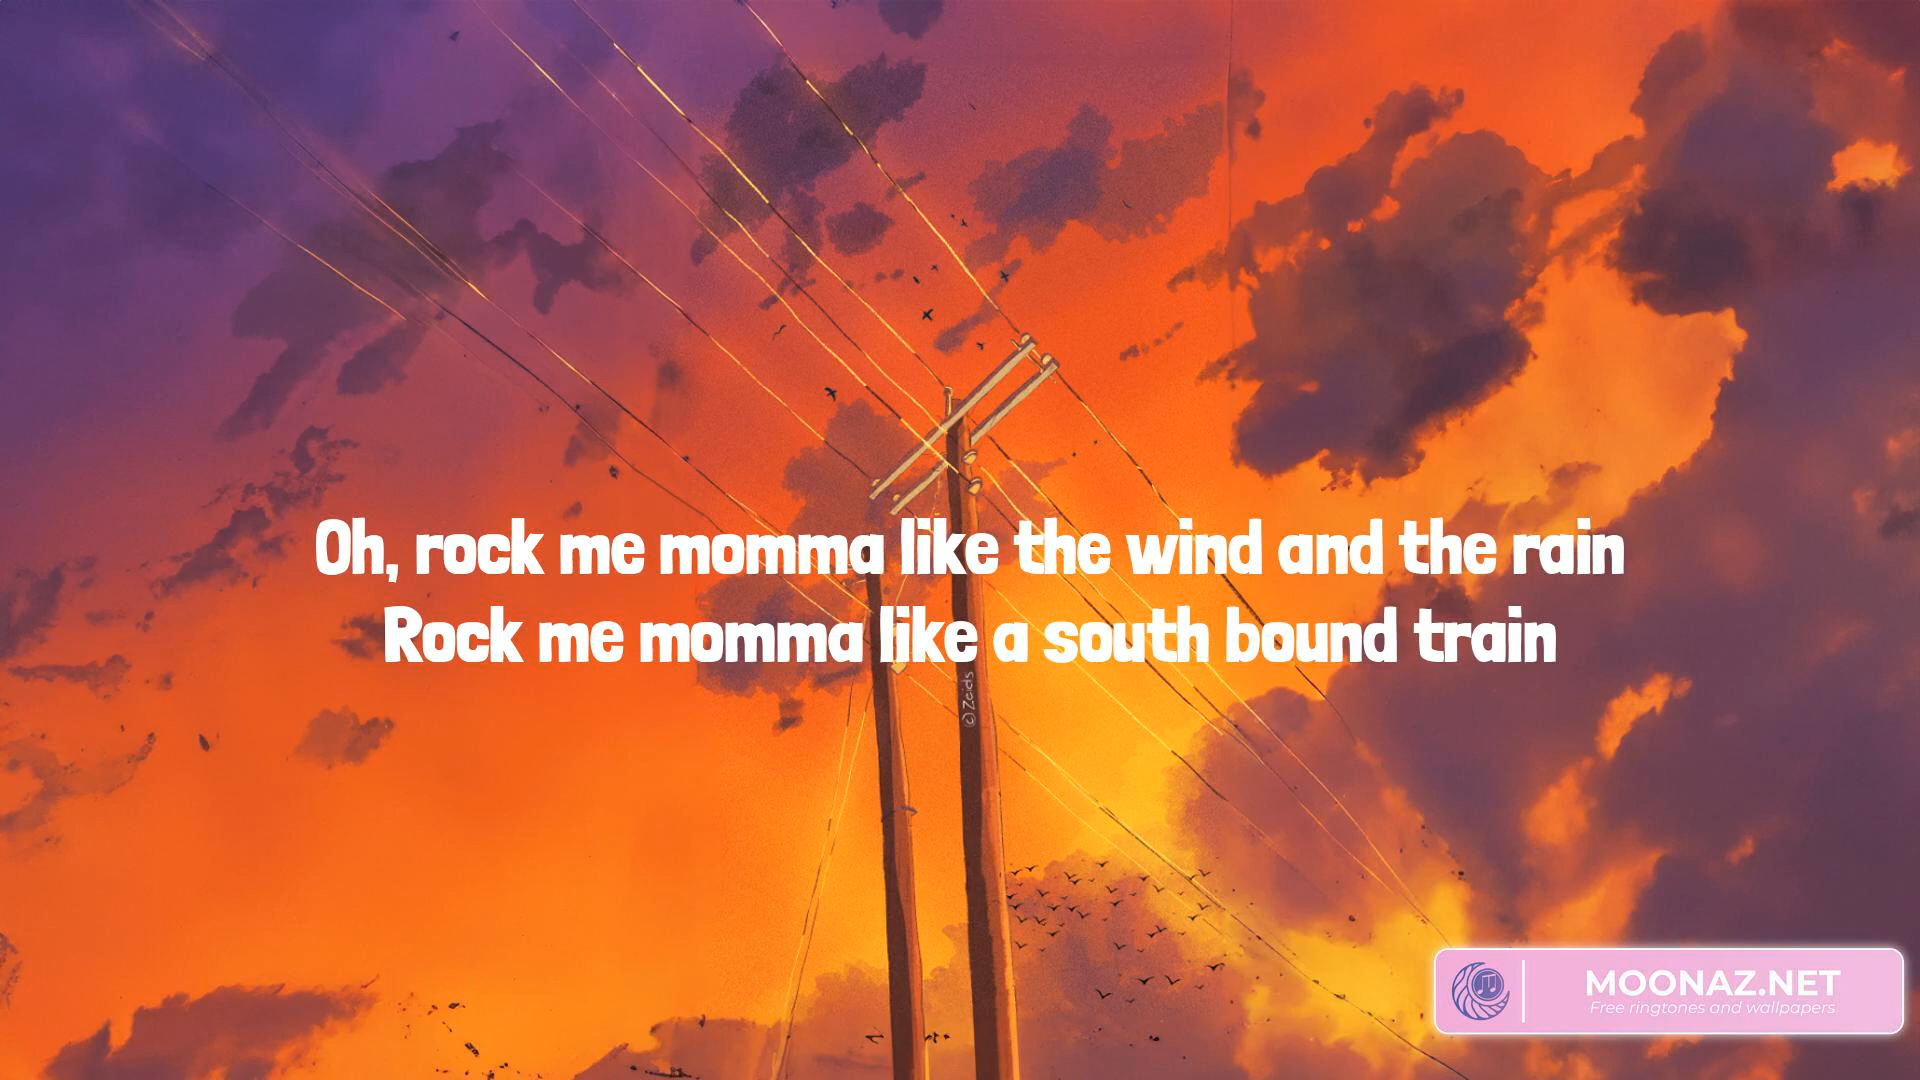 Oh, rock me momma like the wind and the rain
Rock me momma like a south bound train
(c) Zaids
MOONAZ.NET
Free ringtones and wallpapers